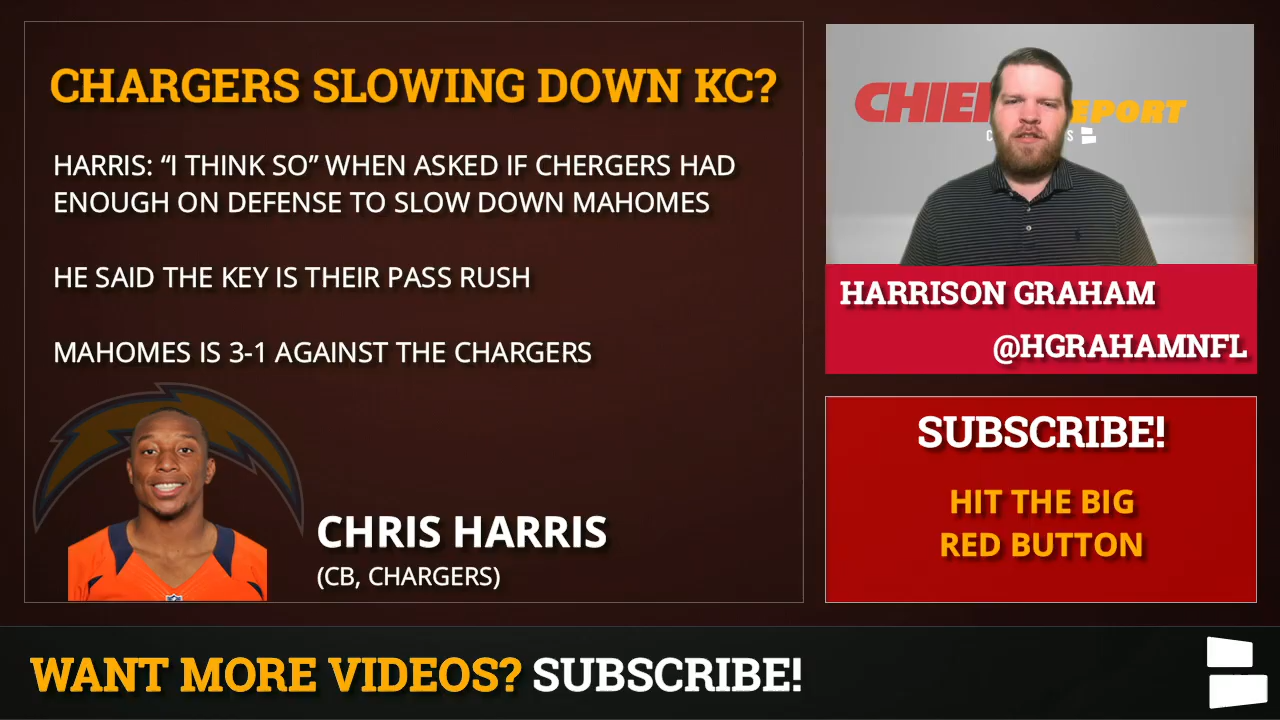 CHARGERS SLOWING DOWN KC?
HARRIS: “I THINK SO” WHEN ASKED IF CHERGERS HAD
ENOUGH ON DEFENSE TO SLOW DOWN MAHOMES
HE SAID THE KEY IS THEIR PASS RUSH
MAHOMES IS 3-1 AGAINST THE CHARGERS
CHRIS HARRIS
(CB, CHARGERS)
HARRISON GRAHAM
@HGRAHAMNFL
SUBSCRIBE!
HIT THE BIG
RED BUTTON
WANT MORE VIDEOS? SUBSCRIBE!